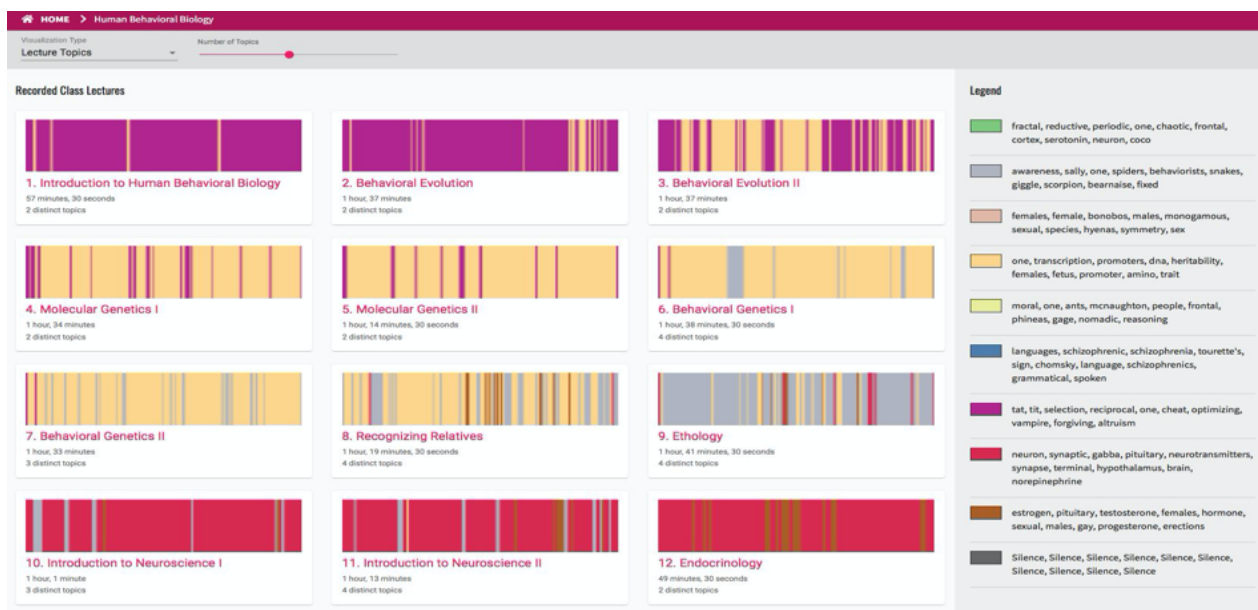 HOME > Human Behavioral Biology
Visualization Type
Lecture Topics
Number of Topics
Recorded Class Lectures
1. Introduction to Human Behavioral Biology
57 minutes, 30 seconds
2 distinct topics
2. Behavioral Evolution
1 hour, 37 minutes
2 distinct topics
3. Behavioral Evolution II
1 hour, 37 minutes
2 distinct topics
4. Molecular Genetics I
1 hour, 34 minutes
2 distinct topics
5. Molecular Genetics II
1 hour, 14 minutes, 30 seconds
2 distinct topics
6. Behavioral Genetics I
1 hour, 38 minutes, 30 seconds
4 distinct topics
7. Behavioral Genetics II
1 hour, 33 minutes
3 distinct topics
8. Recognizing Relatives
1 hour, 19 minutes, 30 seconds
4 distinct topics
9. Ethology
1 hour, 41 minutes, 30 seconds
4 distinct topics
10. Introduction to Neuroscience I
1 hour, 1 minute
3 distinct topics
11. Introduction to Neuroscience II
1 hour, 13 minutes
4 distinct topics
12. Endocrinology
49 minutes, 30 seconds
2 distinct topics
Legend
fractal, reductive, periodic, one, chaotic, frontal,
cortex, serotonin, neuron, coco
awareness, sally, one, spiders, behaviorists, snakes,
giggle, scorpion, bearnaise, fixed
females, female, bonobos, males, monogamous,
sexual, species, hyenas, symmetry, sex
one, transcription, promoters, dna, heritability,
females, fetus, promoter, amino, trait
moral, one, ants, mcnaughton, people, frontal,
phineas, gage, nomadic, reasoning
languages, schizophrenic, schizophrenia, tourette's,
sign, chomsky, language, schizophrenics,
grammatical, spoken
tat, tit, selection, reciprocal, one, cheat, optimizing,
vampire, forgiving, altruism
neuron, synaptic, gabba, pituitary, neurotransmitters,
synapse, terminal, hypothalamus, brain,
norepinephrine
estrogen, pituitary, testosterone, females, hormone,
sexual, males, gay, progesterone, erections
Silence, Silence, Silence, Silence, Silence, Silence,
Silence, Silence, Silence, Silence